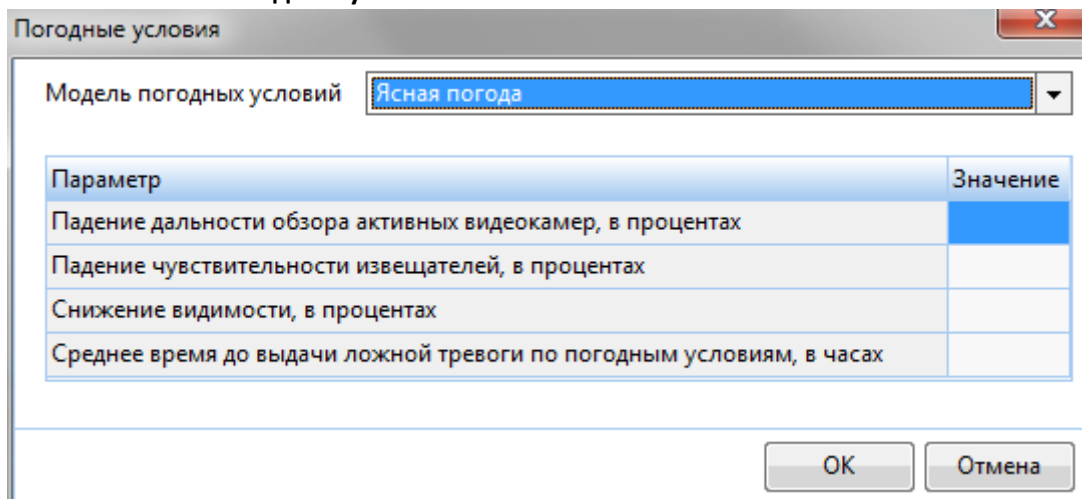 Погодные условия
Модель погодных условий Ясная погода
Параметр Значение
Падение дальности обзора активных видеокамер, в процентах
Падение чувствительности извещателей, в процентах
Снижение видимости, в процентах
Среднее время до выдачи ложной тревоги по погодным условиям, в часах
OK Отмена